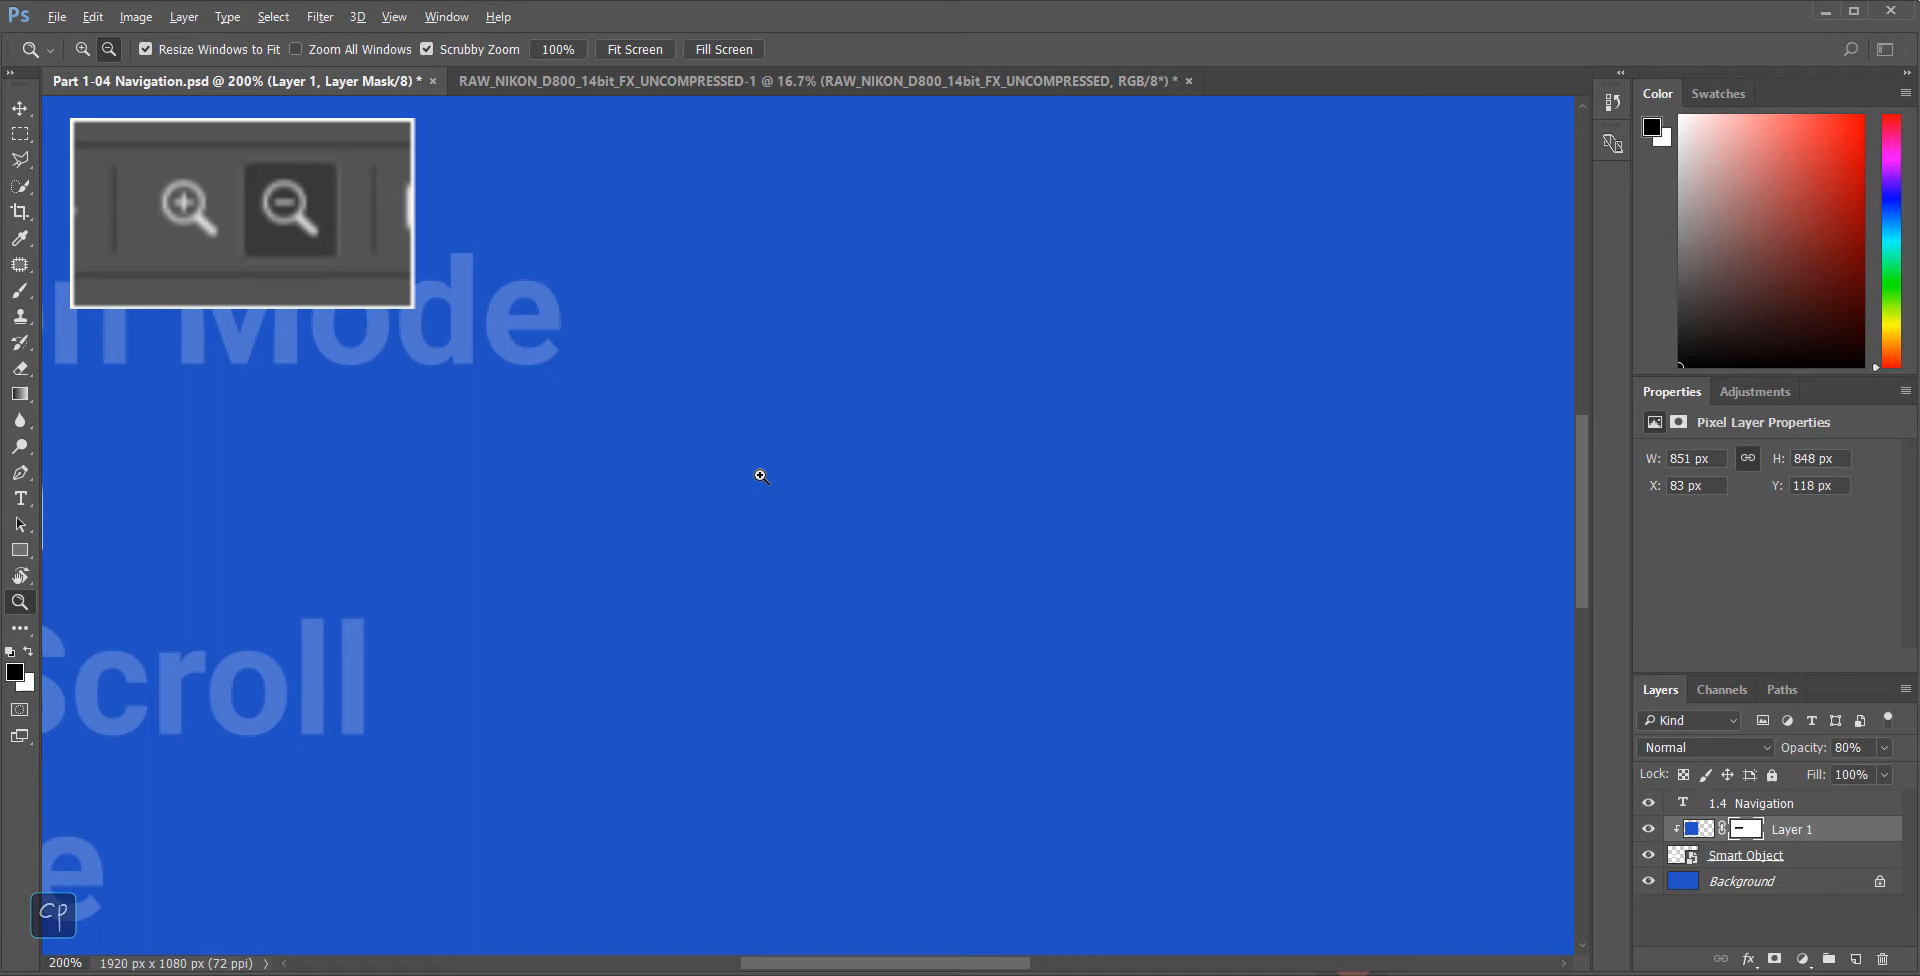 Ps File Edit Image Layer Type Select Filter 3D View Window Help
Resize Windows to Fit Zoom All Windows Scrubby Zoom 100% Fit Screen Fill Screen
Part 1-04 Navigation.psd @ 200% (Layer 1, Layer Mask/8) * × RAW_NIKON_D800_14bit_FX_UNCOMPRESSED-1 @ 16.7% (RAW_NIKON_D800_14bit_FX_UNCOMPRESSED, RGB/8*) * ×
Color Swatches
n Mode
Scroll
e
cp
Properties Adjustments
Pixel Layer Properties
W: 851 px H: 848 px
X: 83 px Y: 118 px
Layers Channels Paths
Kind
Normal Opacity: 80%
Lock: Fill: 100%
T 1.4 Navigation
Layer 1
Smart Object
Background
fx
200% 1920 px x 1080 px (72 ppi)